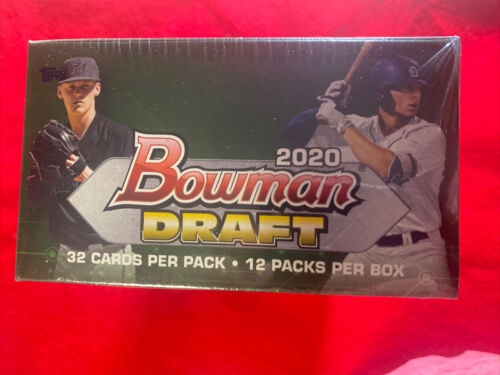 Topps
2020
Bowman
DRAFT
32 CARDS PER PACK • 12 PACKS PER BOX